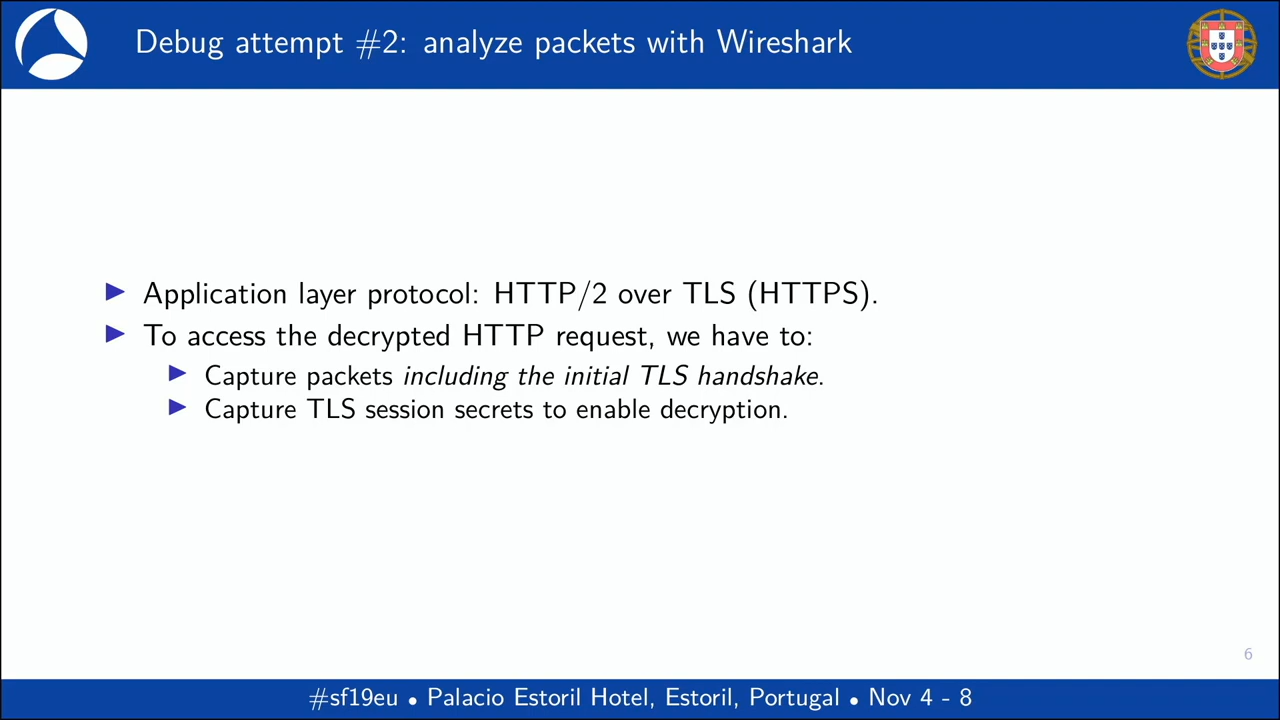 Debug attempt #2: analyze packets with Wireshark
Application layer protocol: HTTP/2 over TLS (HTTPS).
To access the decrypted HTTP request, we have to:
Capture packets including the initial TLS handshake.
Capture TLS session secrets to enable decryption.
6
#sf19eu • Palacio Estoril Hotel, Estoril, Portugal • Nov 4 - 8